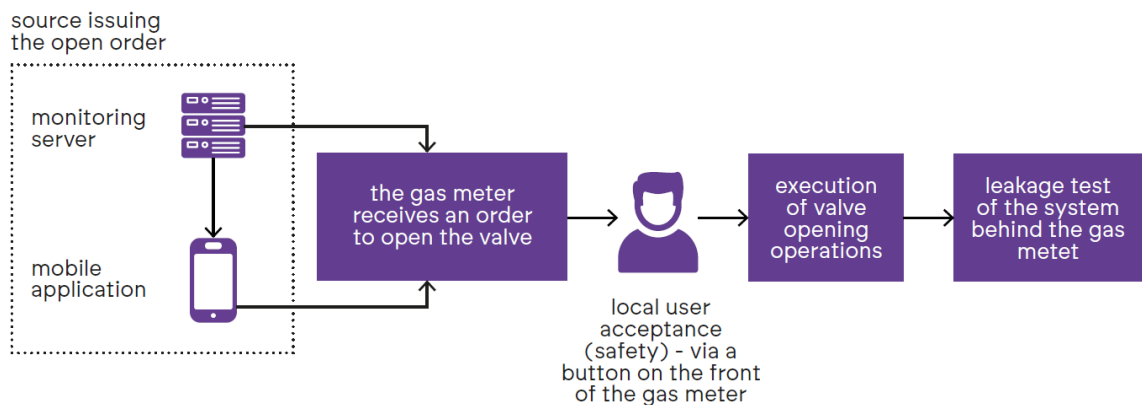 source issuing
the open order
monitoring
server
mobile
application
the gas meter
receives an order
to open the valve
local user
acceptance
(safety) - via a
button on the front
of the gas meter
execution
of valve
opening
operations
leakage test
of the system
behind the gas
metet